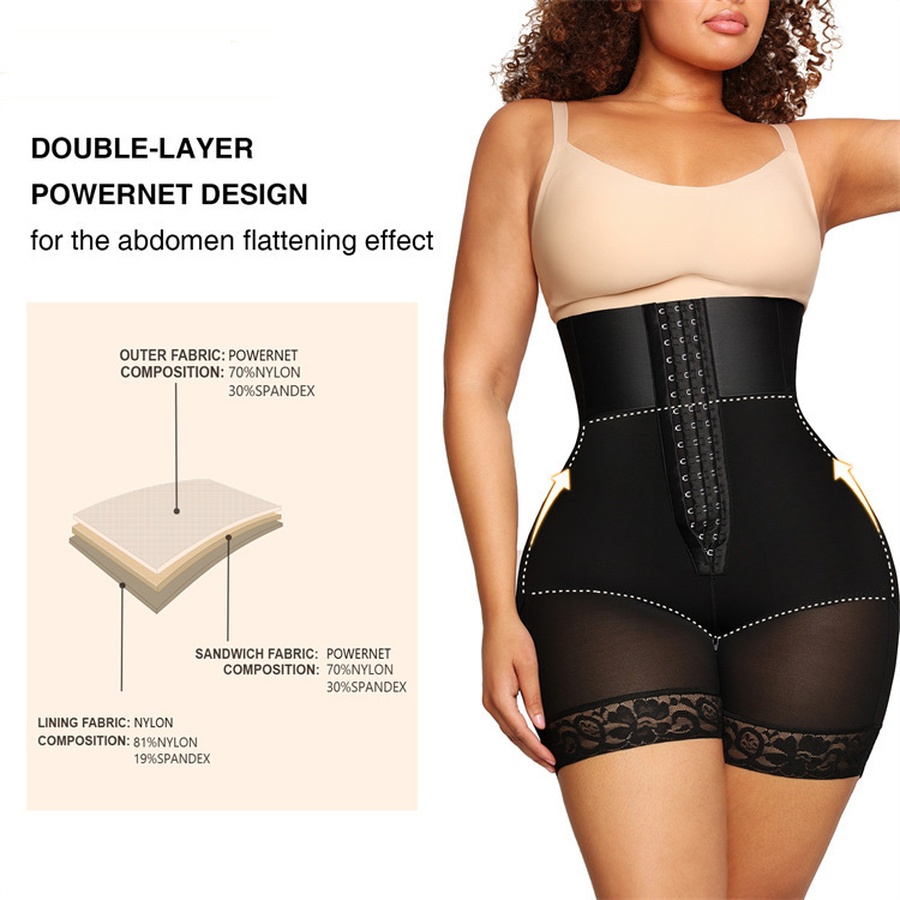 DOUBLE-LAYER
POWERNET DESIGN
for the abdomen flattening effect
OUTER FABRIC: POWERNET
COMPOSITION: 70%NYLON
30%SPANDEX
SANDWICH FABRIC: POWERNET
COMPOSITION: 70%NYLON
30%SPANDEX
LINING FABRIC: NYLON
COMPOSITION: 81%NYLON
19%SPANDEX